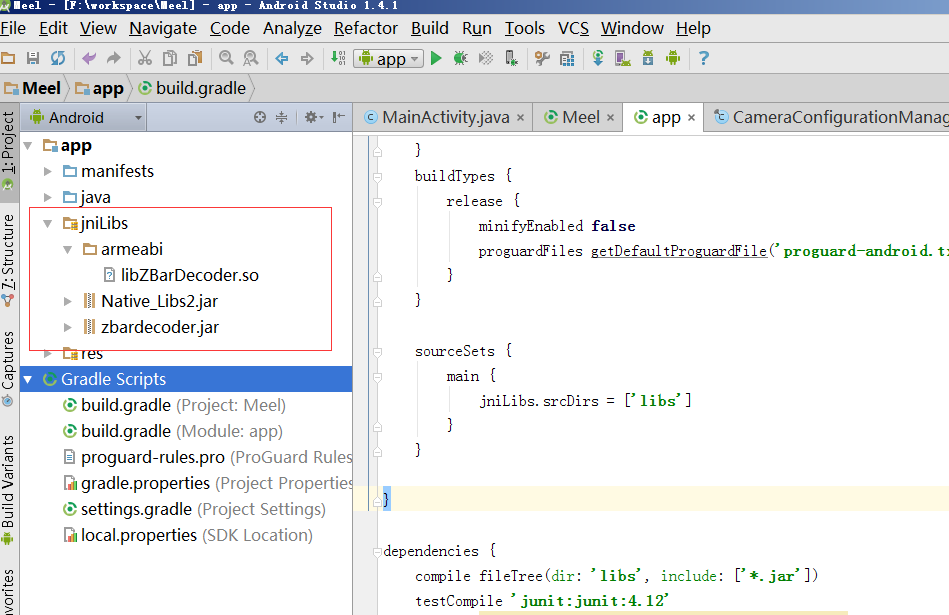 Meel - [F:\workspace\Meel] - app - Android Studio 1.4.1
File Edit View Navigate Code Analyze Refactor Build Run Tools VCS Window Help
app
Meel app build.gradle
Android
MainActivity.java × Meel × app × CameraConfigurationManag
1: Project
7: Structure
Captures
Build Variants
vorites
app
manifests
java
jniLibs
armeabi
libZBarDecoder.so
Native_Libs2.jar
zbardecoder.jar
res
Gradle Scripts
build.gradle (Project: Meel)
build.gradle (Module: app)
proguard-rules.pro (ProGuard Rules
gradle.properties (Project Properties
settings.gradle (Project Settings)
local.properties (SDK Location)
}
buildTypes {
release {
minifyEnabled false
proguardFiles getDefaultProguardFile('proguard-android.t
}
}
sourceSets {
main {
jniLibs.srcDirs = ['libs']
}
}
}
dependencies {
compile fileTree(dir: 'libs', include: ['*.jar'])
testCompile 'junit:junit:4.12'